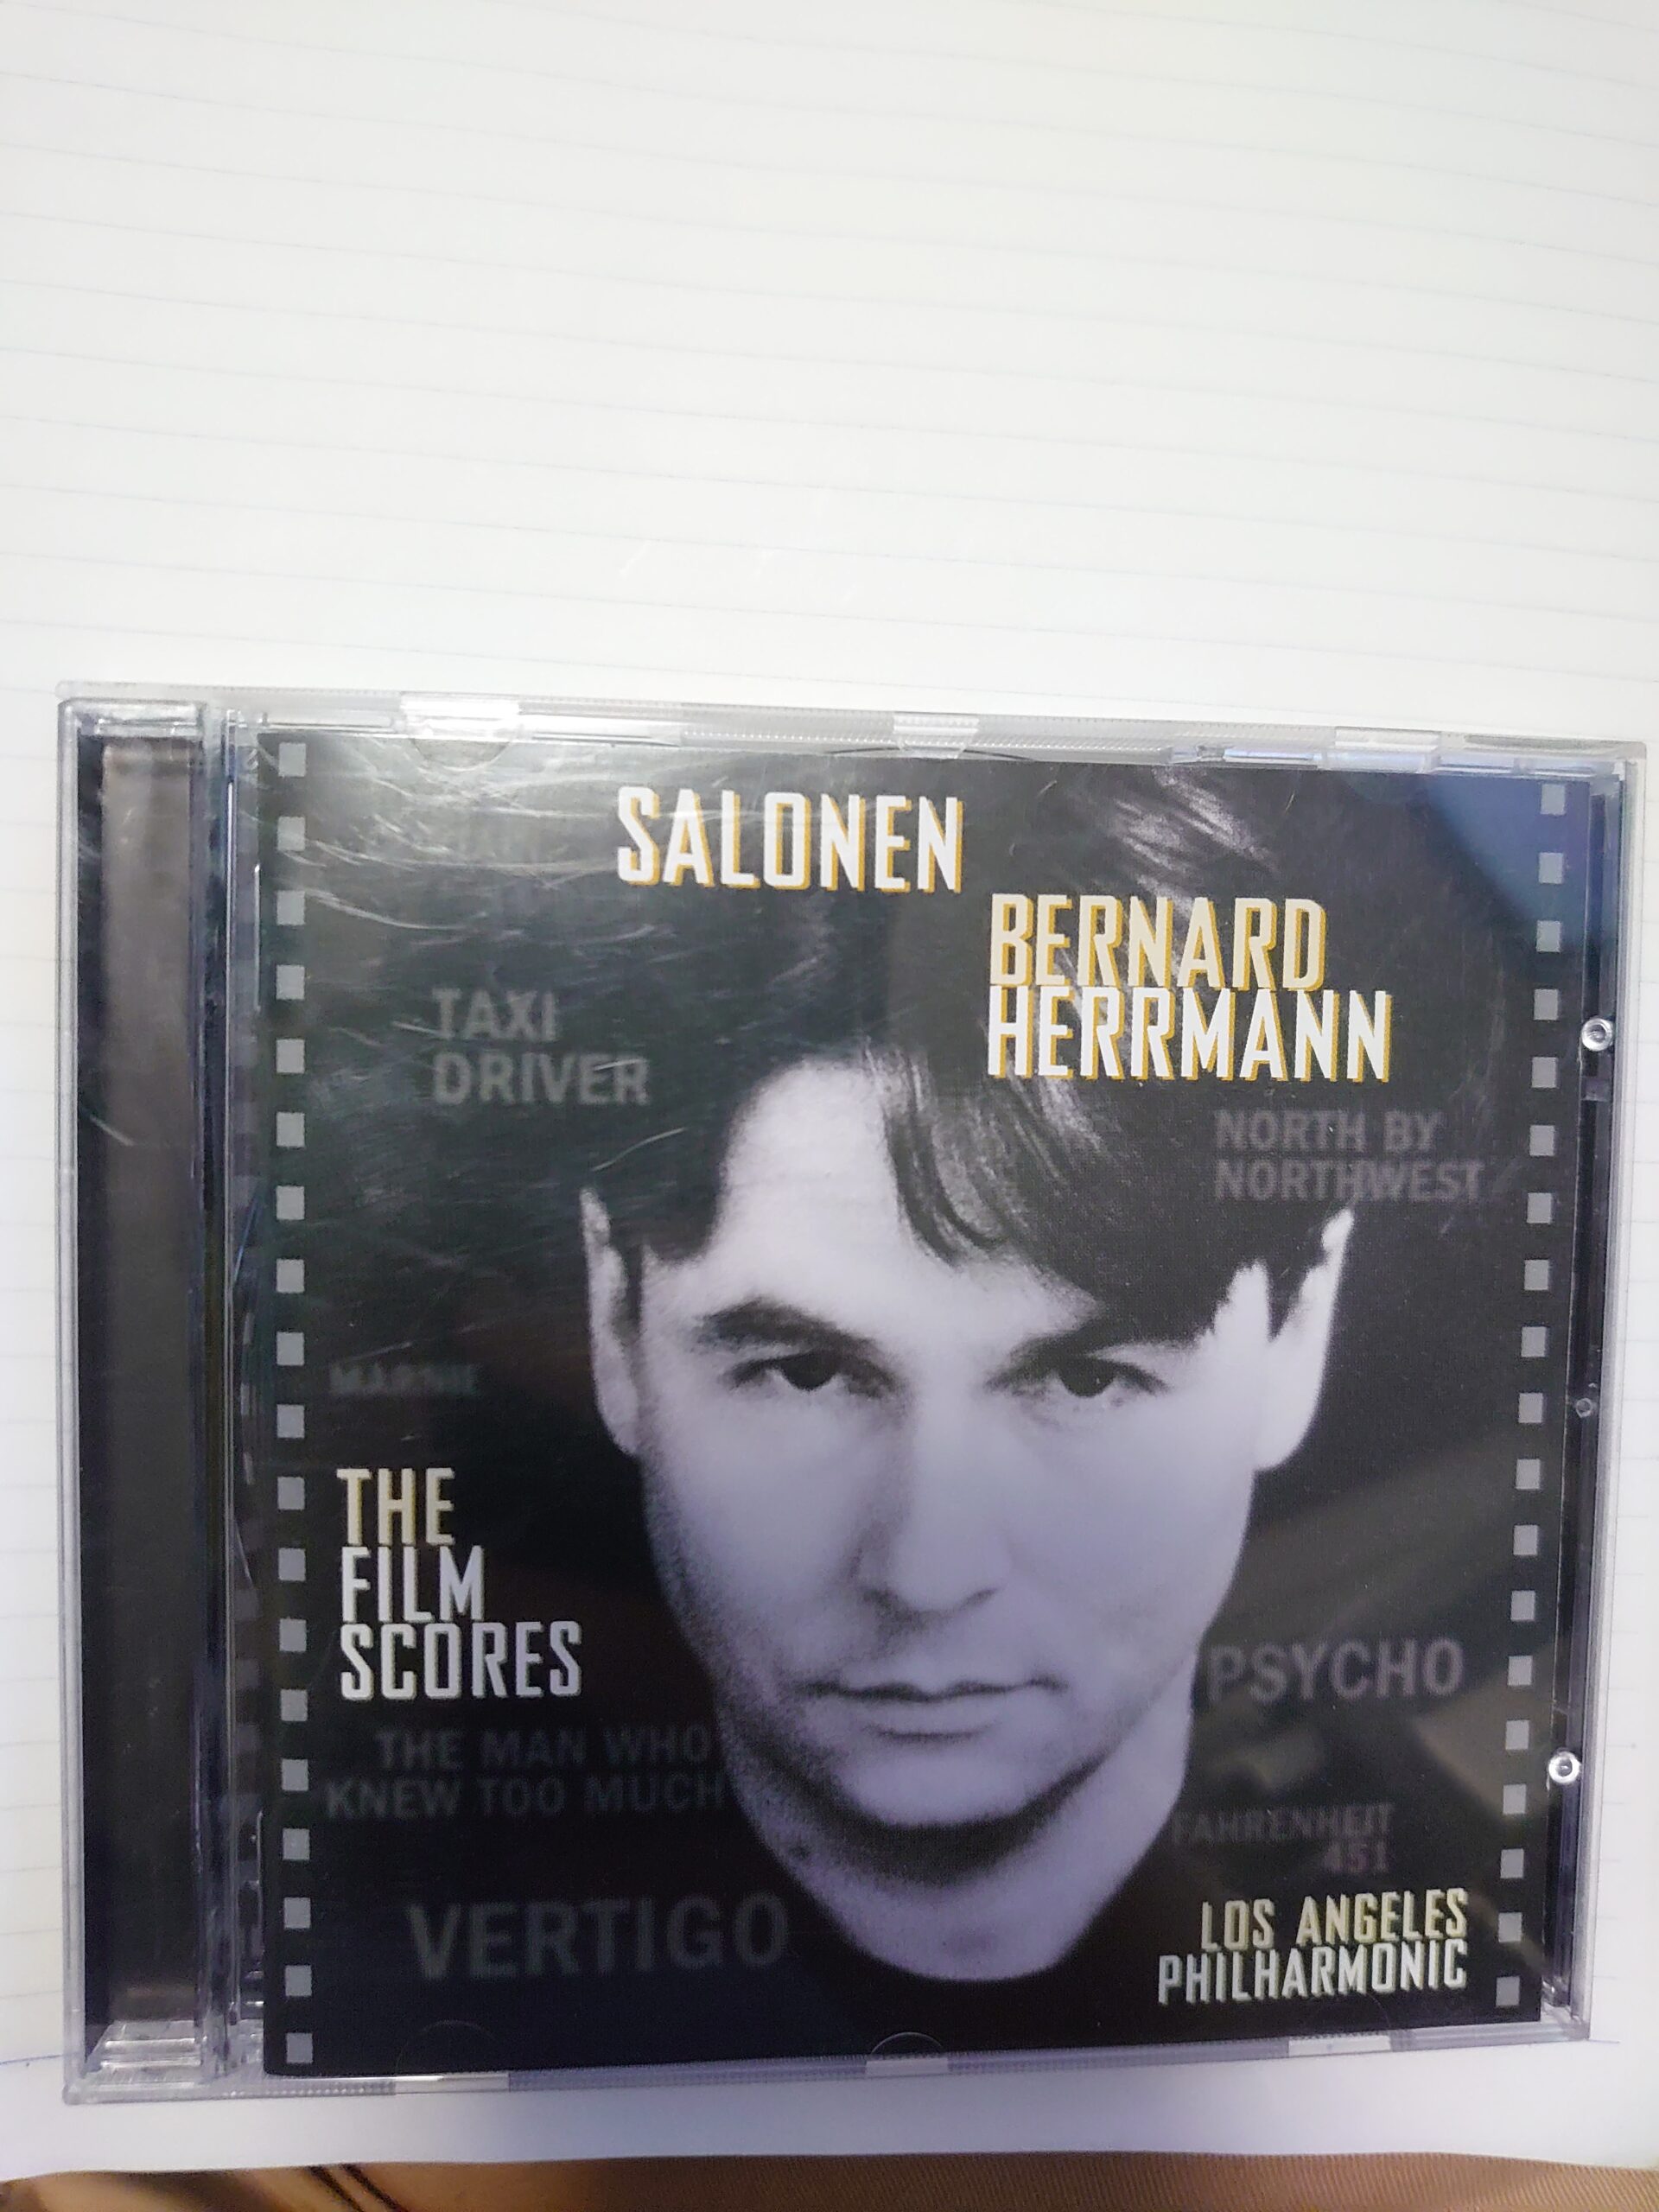 SALONEN
BERNARD
HERRMANN
TAXI
DRIVER
NORTH BY
NORTHWEST
MARNIE
THE
FILM
SCORES
PSYCHO
THE MAN WHO
KNEW TOO MUCH
FAHRENHEIT
451
VERTIGO
LOS ANGELES
PHILHARMONIC